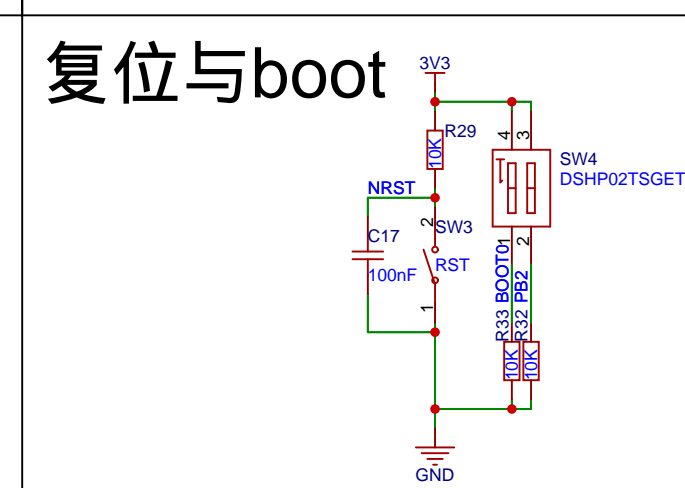 复位与boot
3V3
R29
10K
4
3
SW4
DSHP02TSGET
NRST
2
SW3
C17
100nF
RST
1
1
2
BOOT0
PB2
R33
R32
10K
10K
GND